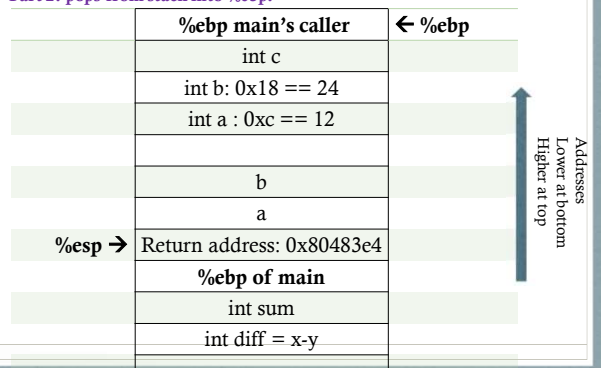 Part 2: pops from stack into %ebp.
%ebp main's caller ← %ebp
int c
int b: 0x18 == 24
int a : 0xc == 12
b
a
%esp → Return address: 0x80483e4
%ebp of main
int sum
int diff = x-y
Addresses
Lower at bottom
Higher at top